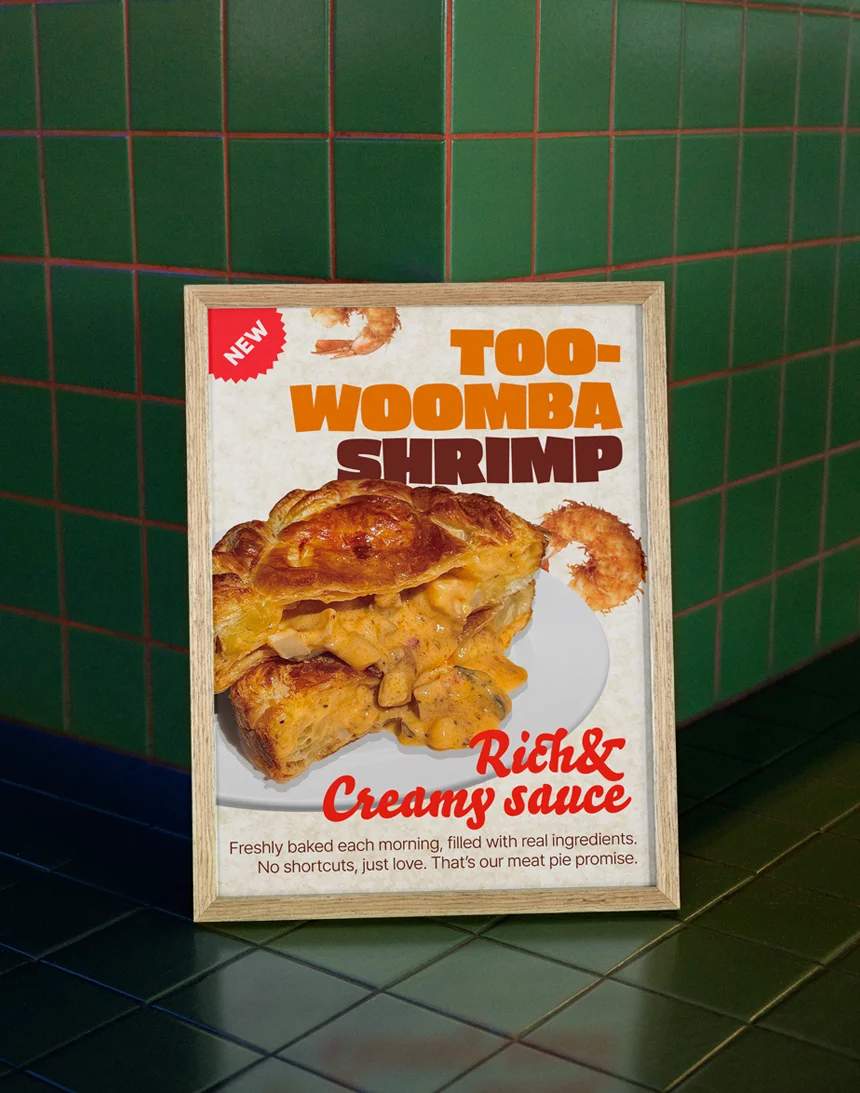 NEW
TOO-
WOOMBA
SHRIMP
Rich&
Creamy sauce
Freshly baked each morning, filled with real ingredients.
No shortcuts, just love. That's our meat pie promise.